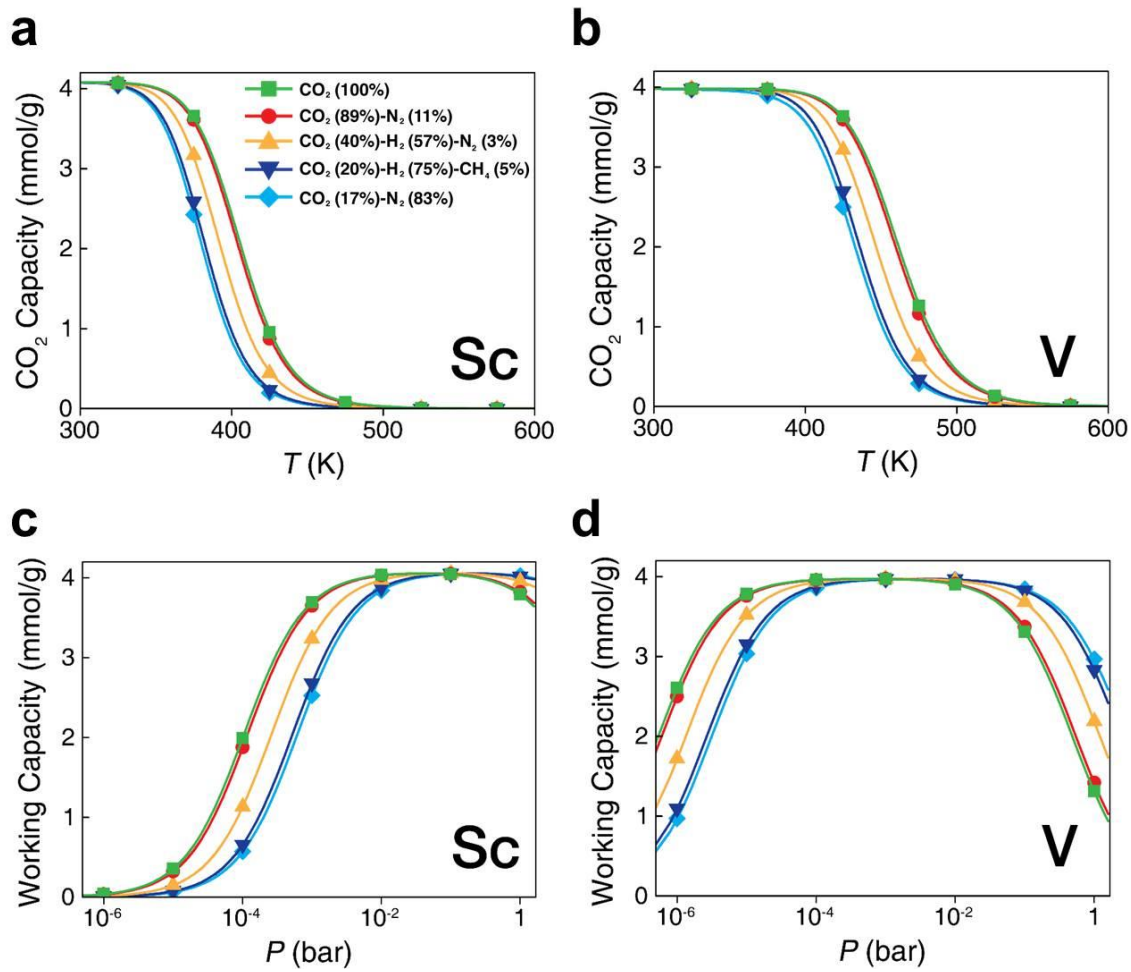 a
CO₂ Capacity (mmol/g)
4
3
2
1
0
300 400 500 600
T (K)
CO₂ (100%)
CO₂ (89%)-N₂ (11%)
CO₂ (40%)-H₂ (57%)-N₂ (3%)
CO₂ (20%)-H₂ (75%)-CH₄ (5%)
CO₂ (17%)-N₂ (83%)
Sc
b
CO₂ Capacity (mmol/g)
4
3
2
1
0
300 400 500 600
T (K)
V
c
Working Capacity (mmol/g)
4
3
2
1
0
10⁻⁶ 10⁻⁴ 10⁻² 1
P (bar)
Sc
d
Working Capacity (mmol/g)
4
3
2
1
0
10⁻⁶ 10⁻⁴ 10⁻² 1
P (bar)
V